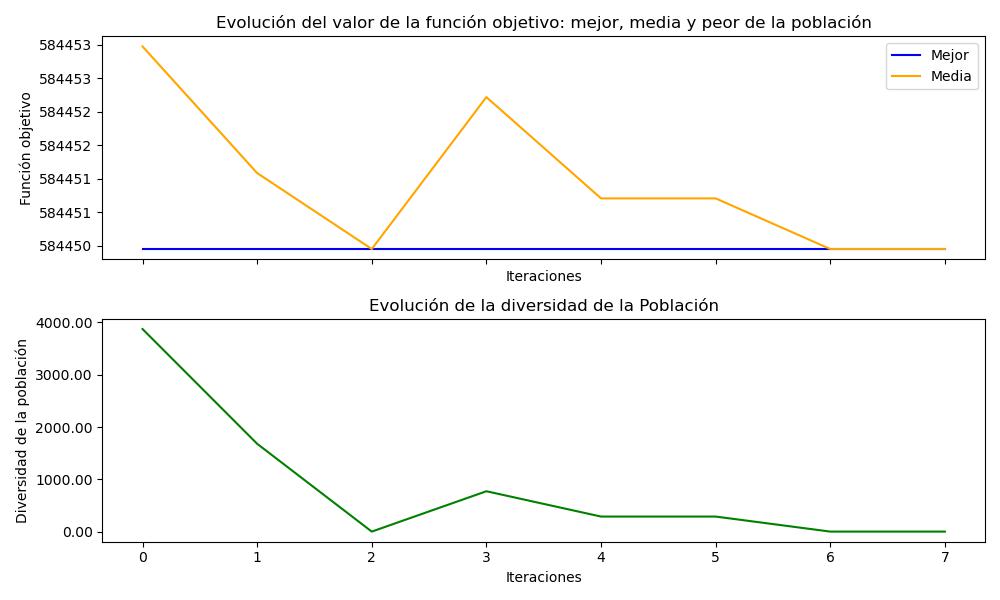 Evolución del valor de la función objetivo: mejor, media y peor de la población
584453
584453
584452
584452
584451
584451
584450
Función objetivo
Mejor
Media
Iteraciones
Evolución de la diversidad de la Población
4000.00
3000.00
2000.00
1000.00
0.00
Diversidad de la población
0 1 2 3 4 5 6 7
Iteraciones